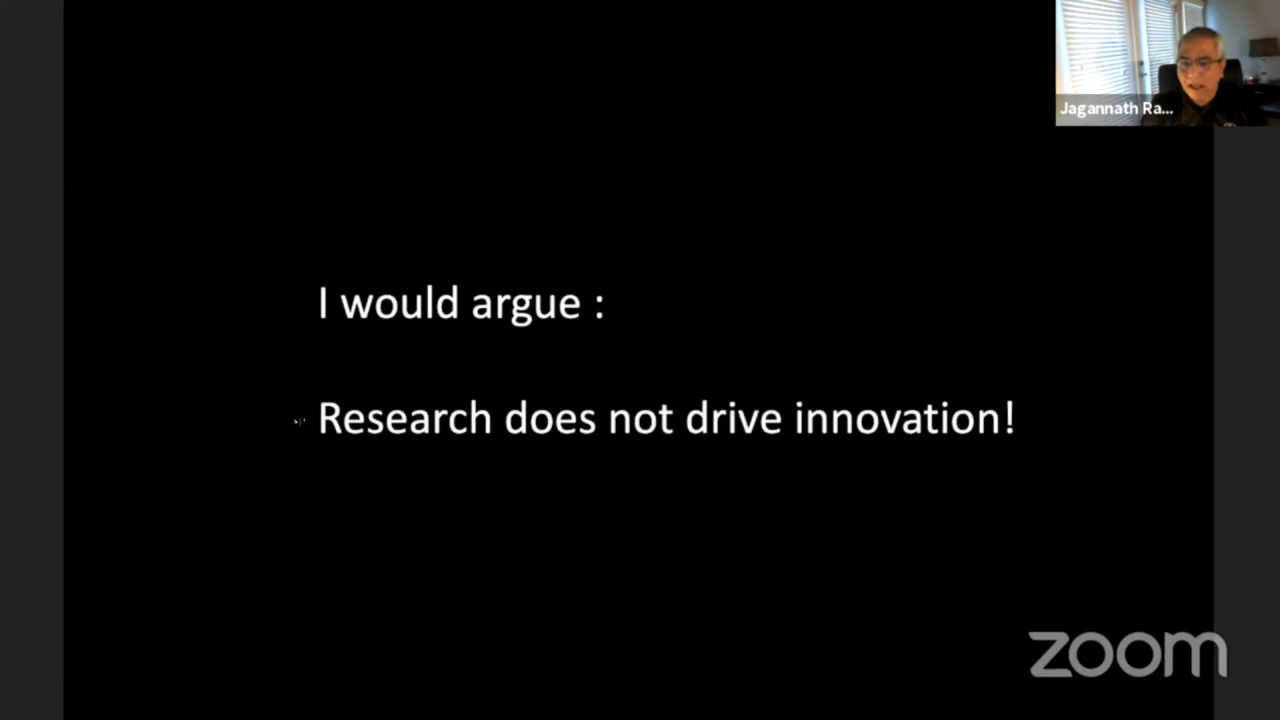 Jagannath Ra...
I would argue :
Research does not drive innovation!
zoom